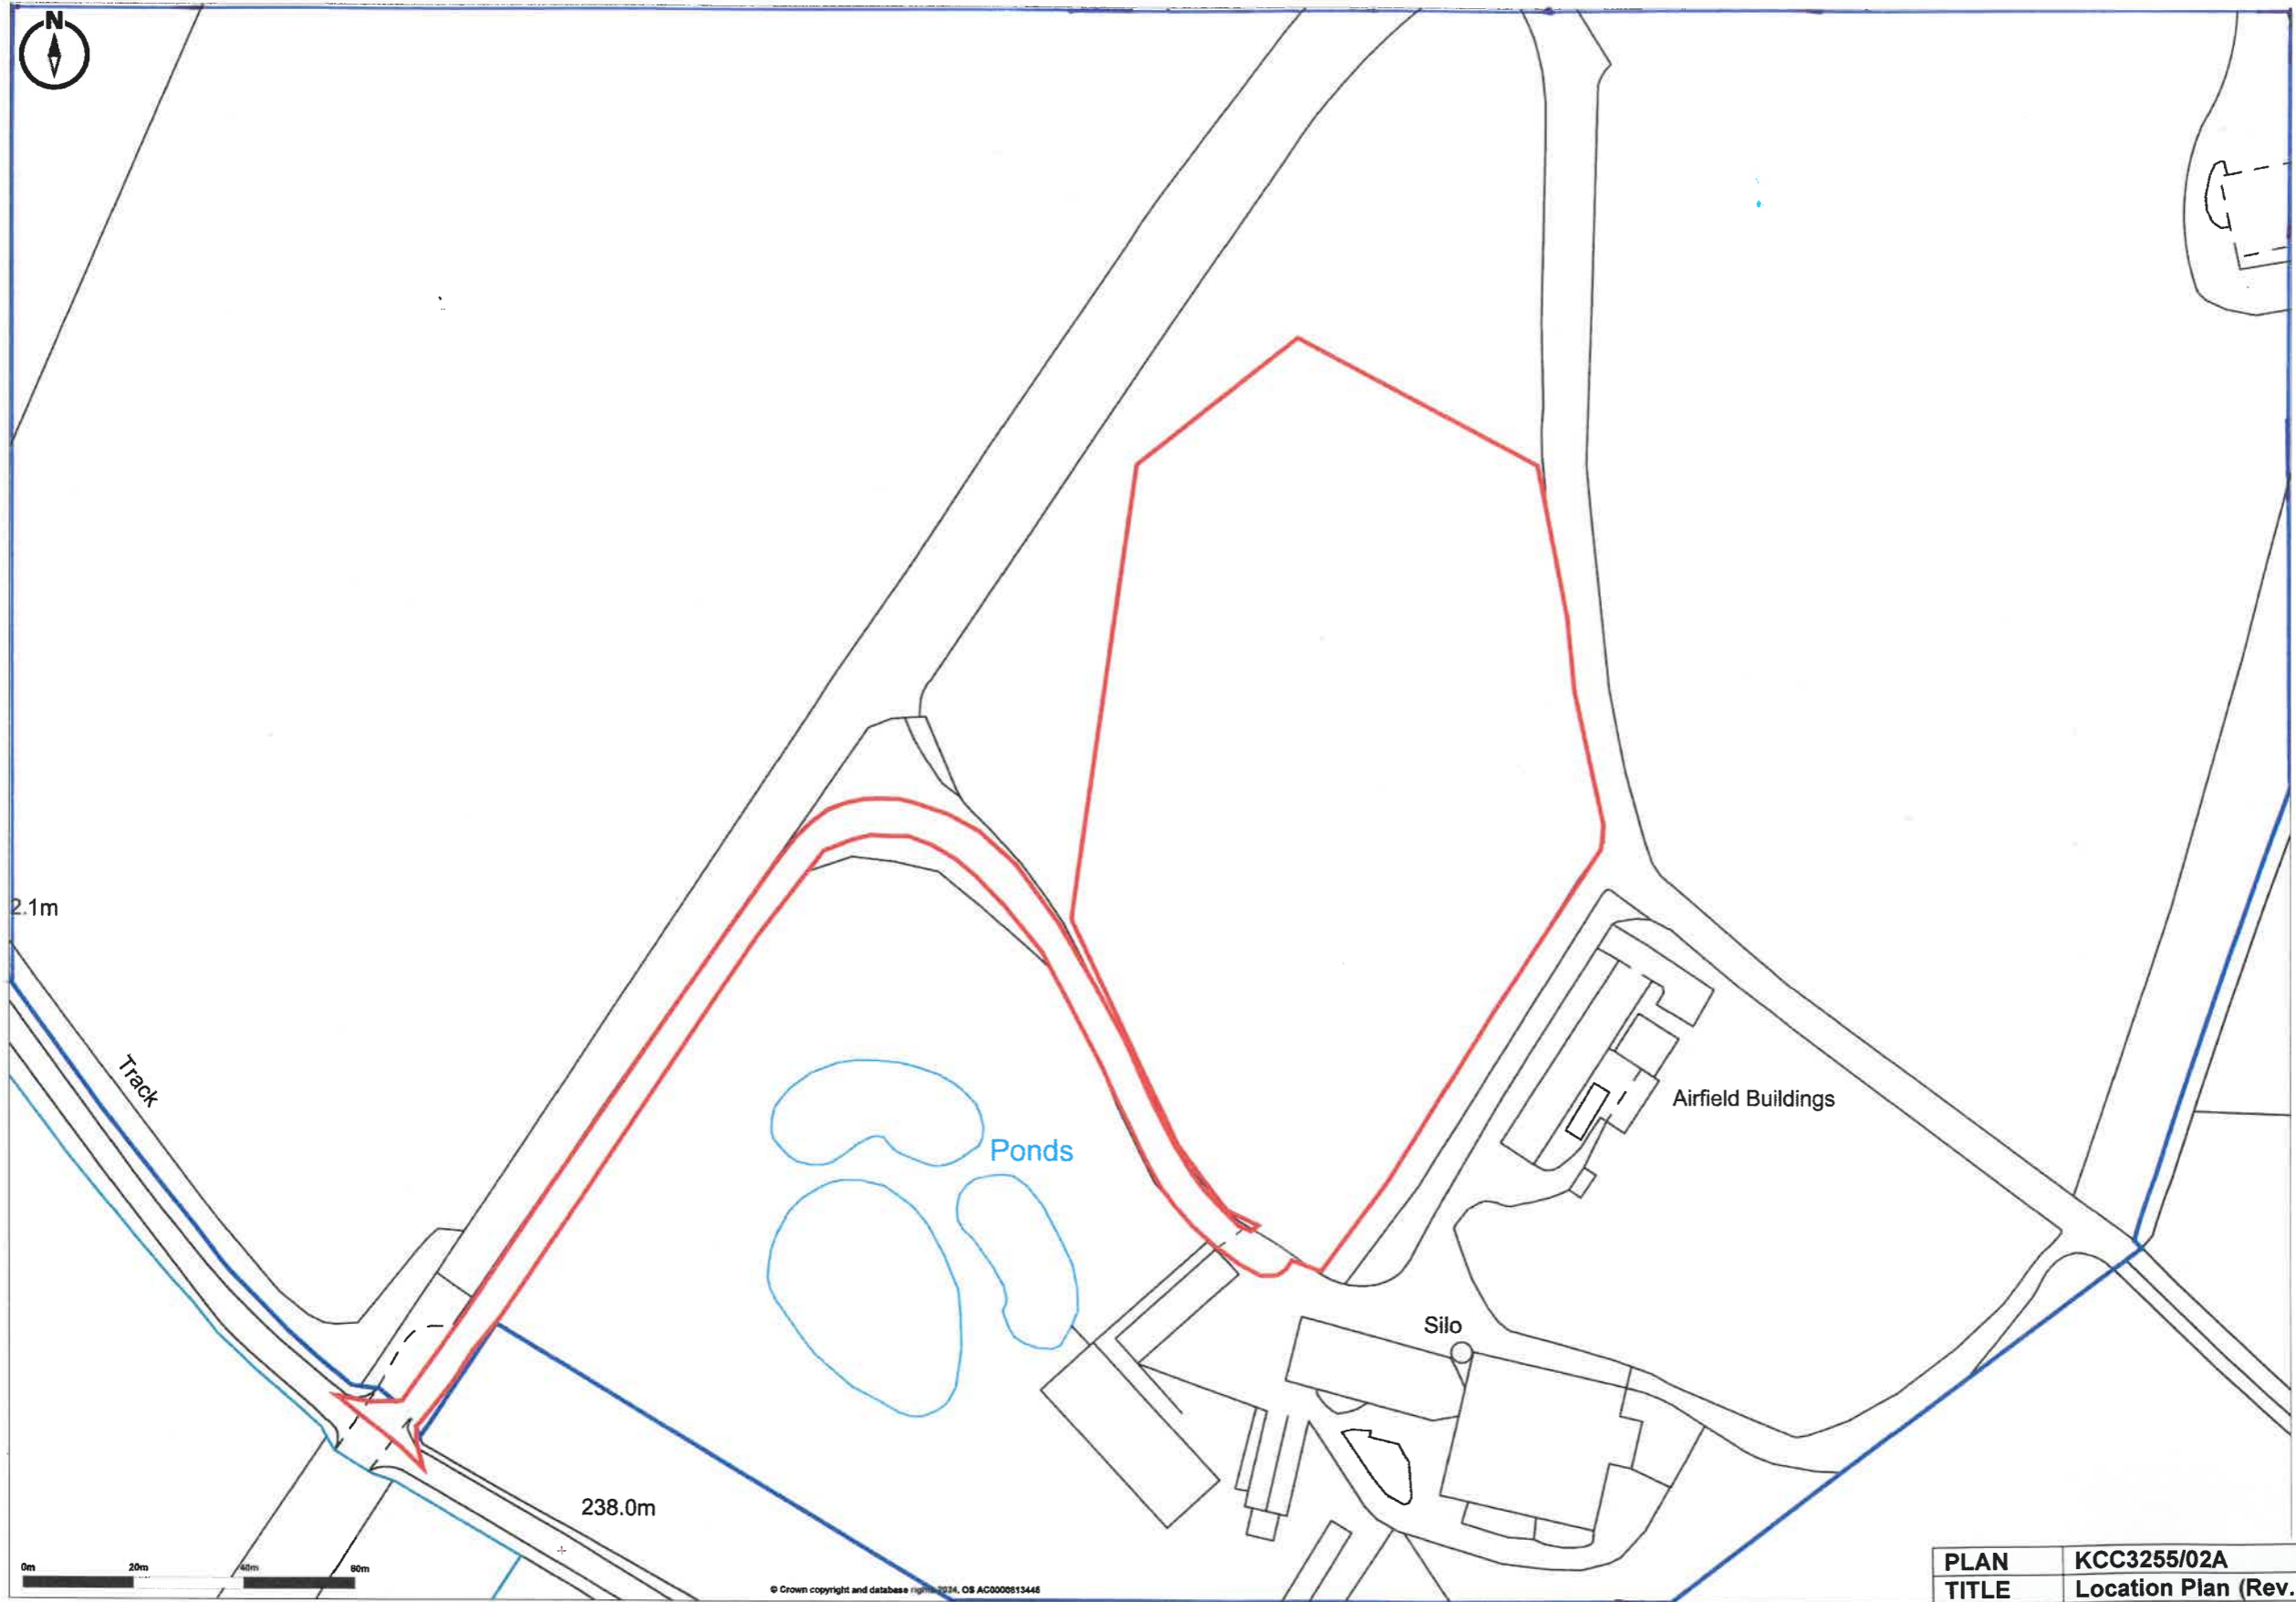 N
2.1m
Track
Ponds
Airfield Buildings
Silo
238.0m
0m 20m 40m 60m
© Crown copyright and database rights 2024, OS AC0000813445
PLAN KCC3255/02A
TITLE Location Plan (Rev.